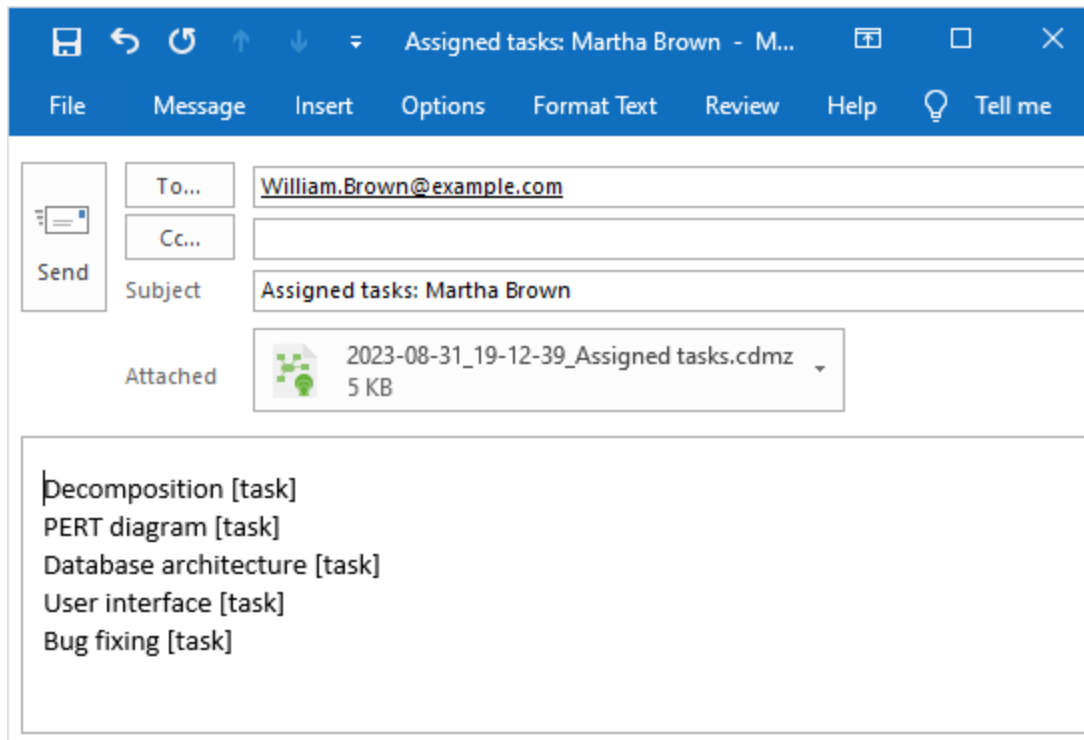 Assigned tasks: Martha Brown - M...
File Message Insert Options Format Text Review Help Tell me
To... William.Brown@example.com
Cc...
Send
Subject Assigned tasks: Martha Brown
Attached 2023-08-31_19-12-39_Assigned tasks.cdmz
5 KB
Decomposition [task]
PERT diagram [task]
Database architecture [task]
User interface [task]
Bug fixing [task]